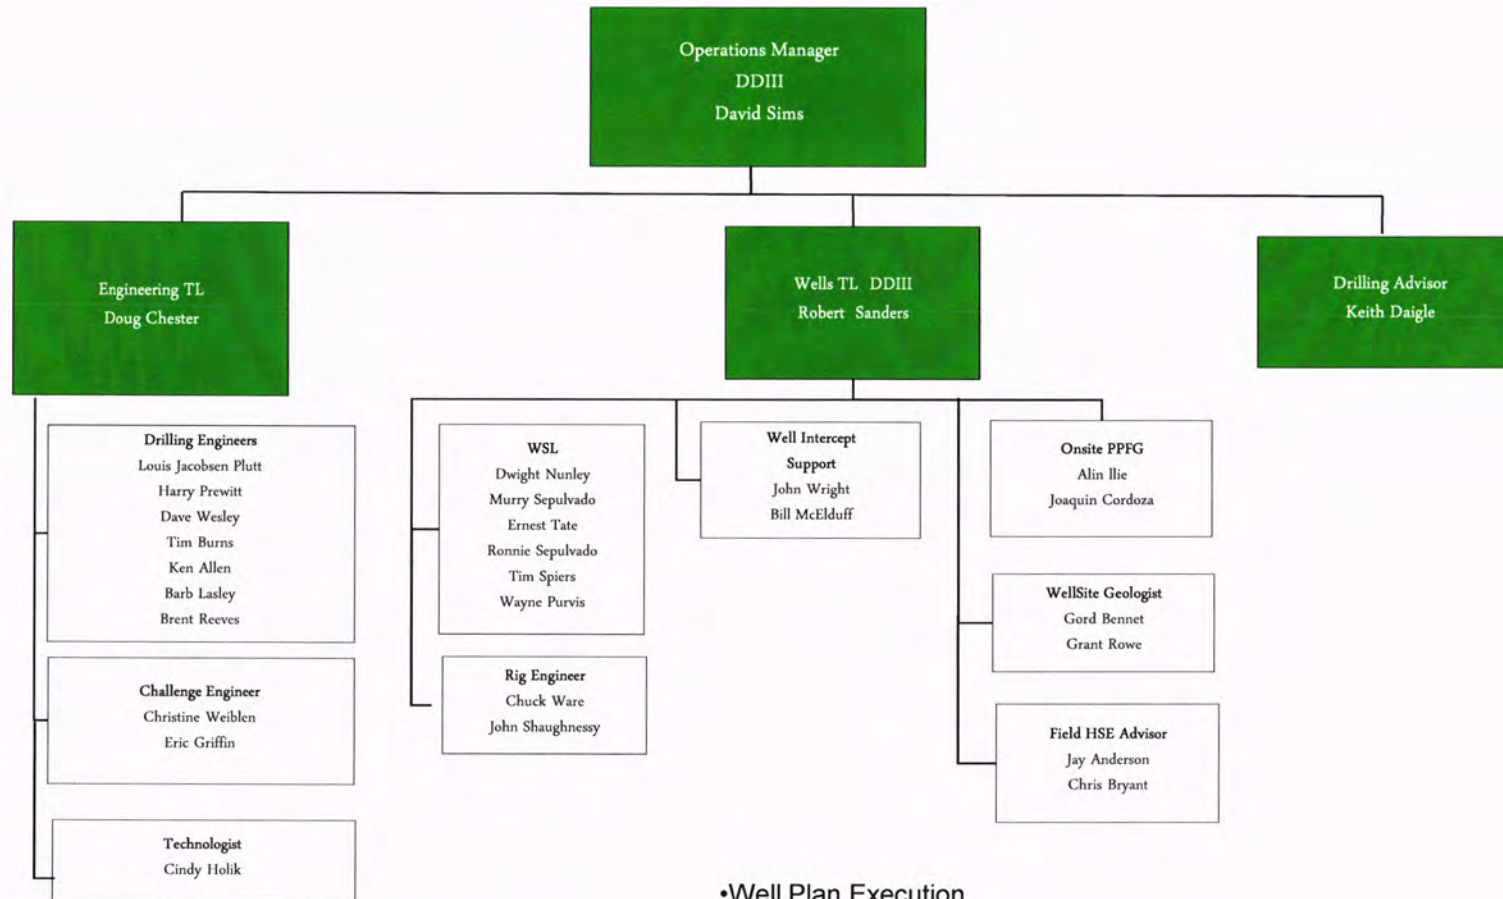 Operations Manager
DDIII
David Sims
Engineering TL
Doug Chester
Wells TL DDIII
Robert Sanders
Drilling Advisor
Keith Daigle
Drilling Engineers
Louis Jacobsen Plutt
Harry Prewitt
Dave Wesley
Tim Burns
Ken Allen
Barb Lasley
Brent Reeves
Challenge Engineer
Christine Weiblen
Eric Griffin
Technologist
Cindy Holik
WSL
Dwight Nunley
Murry Sepulvado
Ernest Tate
Ronnie Sepulvado
Tim Spiers
Wayne Purvis
Rig Engineer
Chuck Ware
John Shaughnessy
Well Intercept
Support
John Wright
Bill McElduff
Onsite PPFG
Alin Ilie
Joaquin Cordoza
WellSite Geologist
Gord Bennet
Grant Rowe
Field HSE Advisor
Jay Anderson
Chris Bryant
•Well Plan Execution